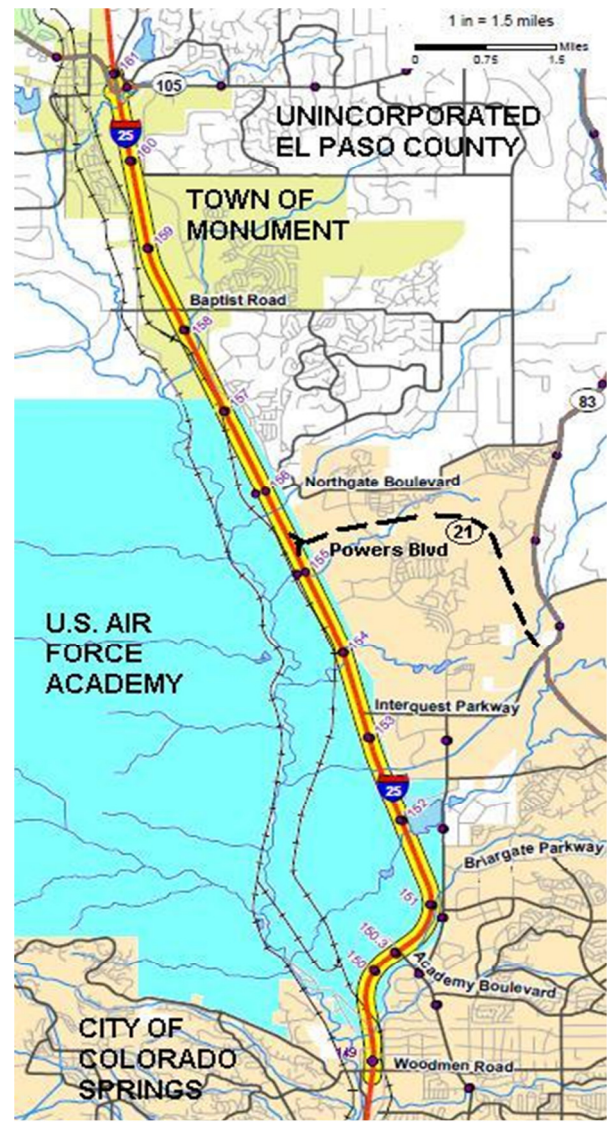 1 in = 1.5 miles
Miles
0 0.75 1.5
161
105
UNINCORPORATED
EL PASO COUNTY
25
160
TOWN OF
MONUMENT
159
Baptist Road
158
157
83
156
Northgate Boulevard
21
Powers Blvd
155
U.S. AIR
FORCE
ACADEMY
154
Interquest Parkway
153
25
152
Briargate Parkway
151
150.3
150
Academy Boulevard
CITY OF
COLORADO
SPRINGS
149
Woodmen Road